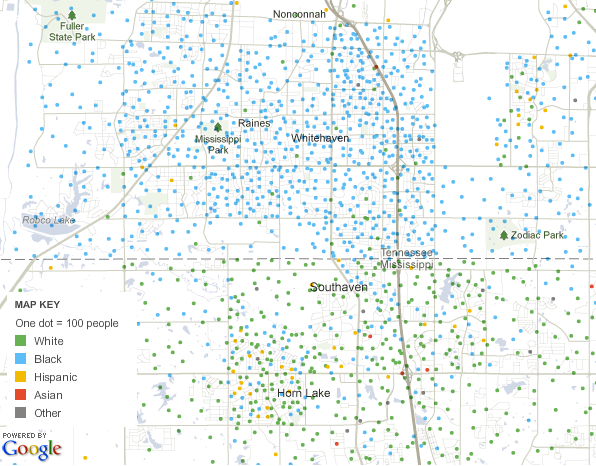 Nonconnah
Fuller
State Park
Raines
Mississippi
Park
Whitehaven
Robco Lake
Zodiac Park
Tennessee
Mississippi
Southaven
MAP KEY
One dot = 100 people
White
Black
Hispanic
Asian
Other
Horn Lake
POWERED BY
Google